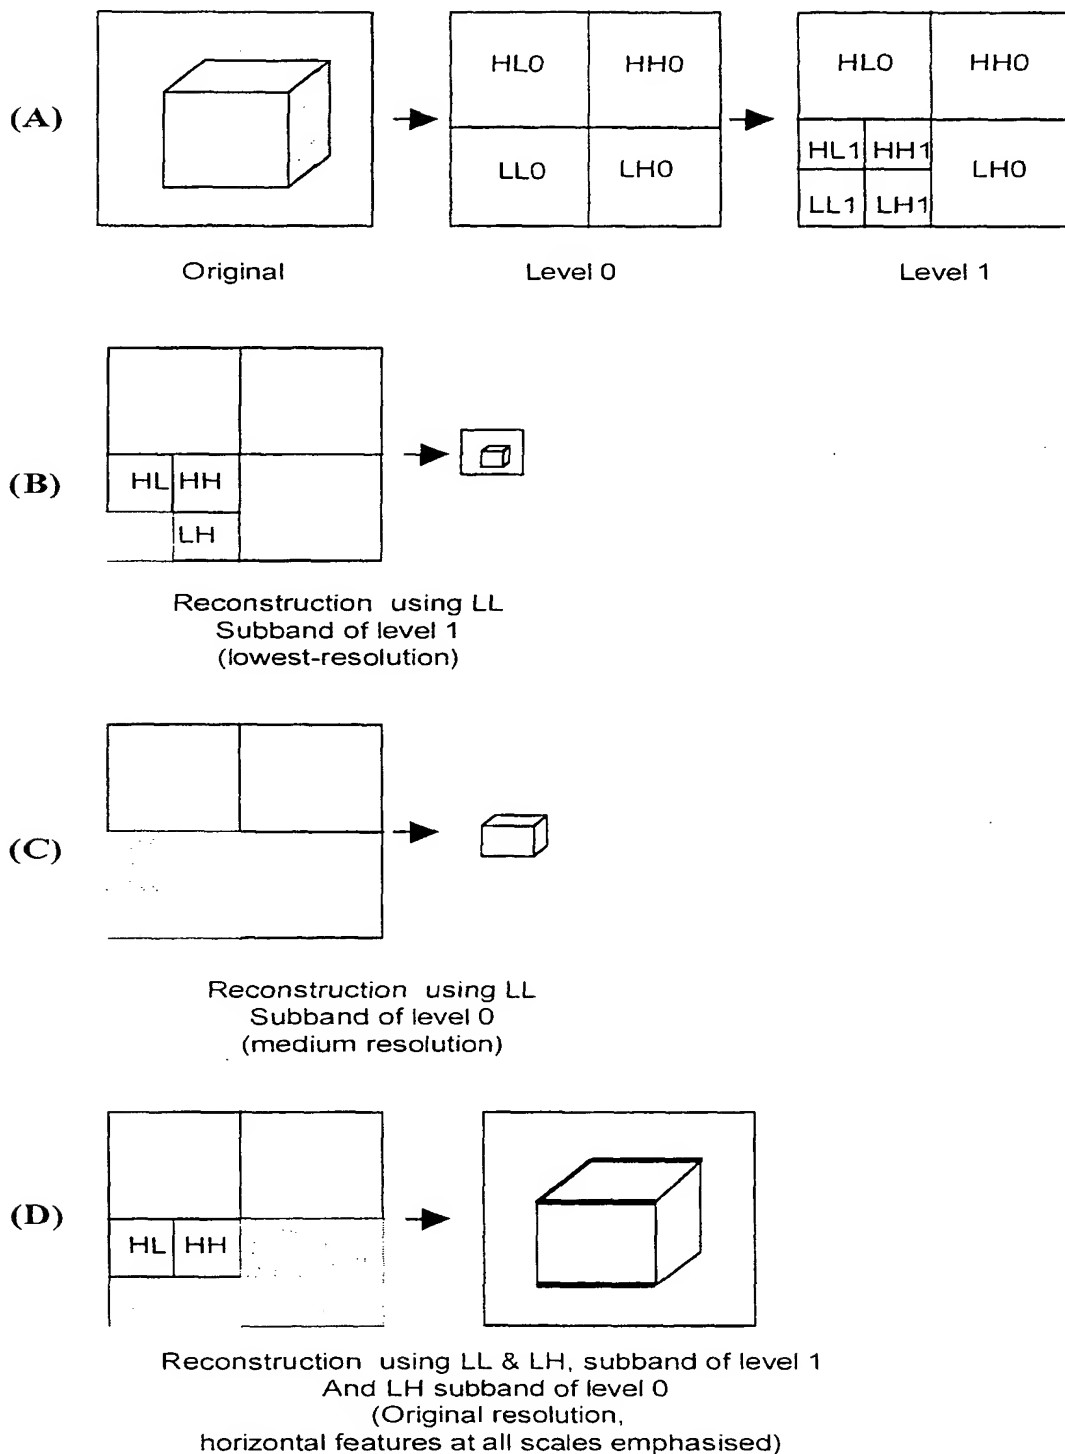 (A)
HL0 HH0
LL0 LH0
HL0 HH0
HL1 HH1
LH0
LL1 LH1
Original
Level 0
Level 1
(B)
HL HH
LH
Reconstruction using LL
Subband of level 1
(lowest-resolution)
(C)
Reconstruction using LL
Subband of level 0
(medium resolution)
(D)
HL HH
Reconstruction using LL & LH, subband of level 1
And LH subband of level 0
(Original resolution,
horizontal features at all scales emphasised)